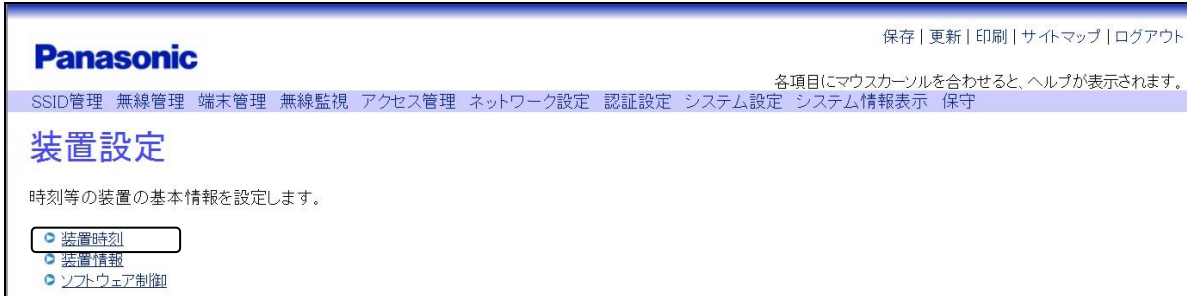 保存 | 更新 | 印刷 | サイトマップ | ログアウト
Panasonic
各項目にマウスカーソルを合わせると、ヘルプが表示されます。
SSID管理 無線管理 端末管理 無線監視 アクセス管理 ネットワーク設定 認証設定 システム設定 システム情報表示 保守
装置設定
時刻等の装置の基本情報を設定します。
装置時刻
装置情報
ソフトウェア制御